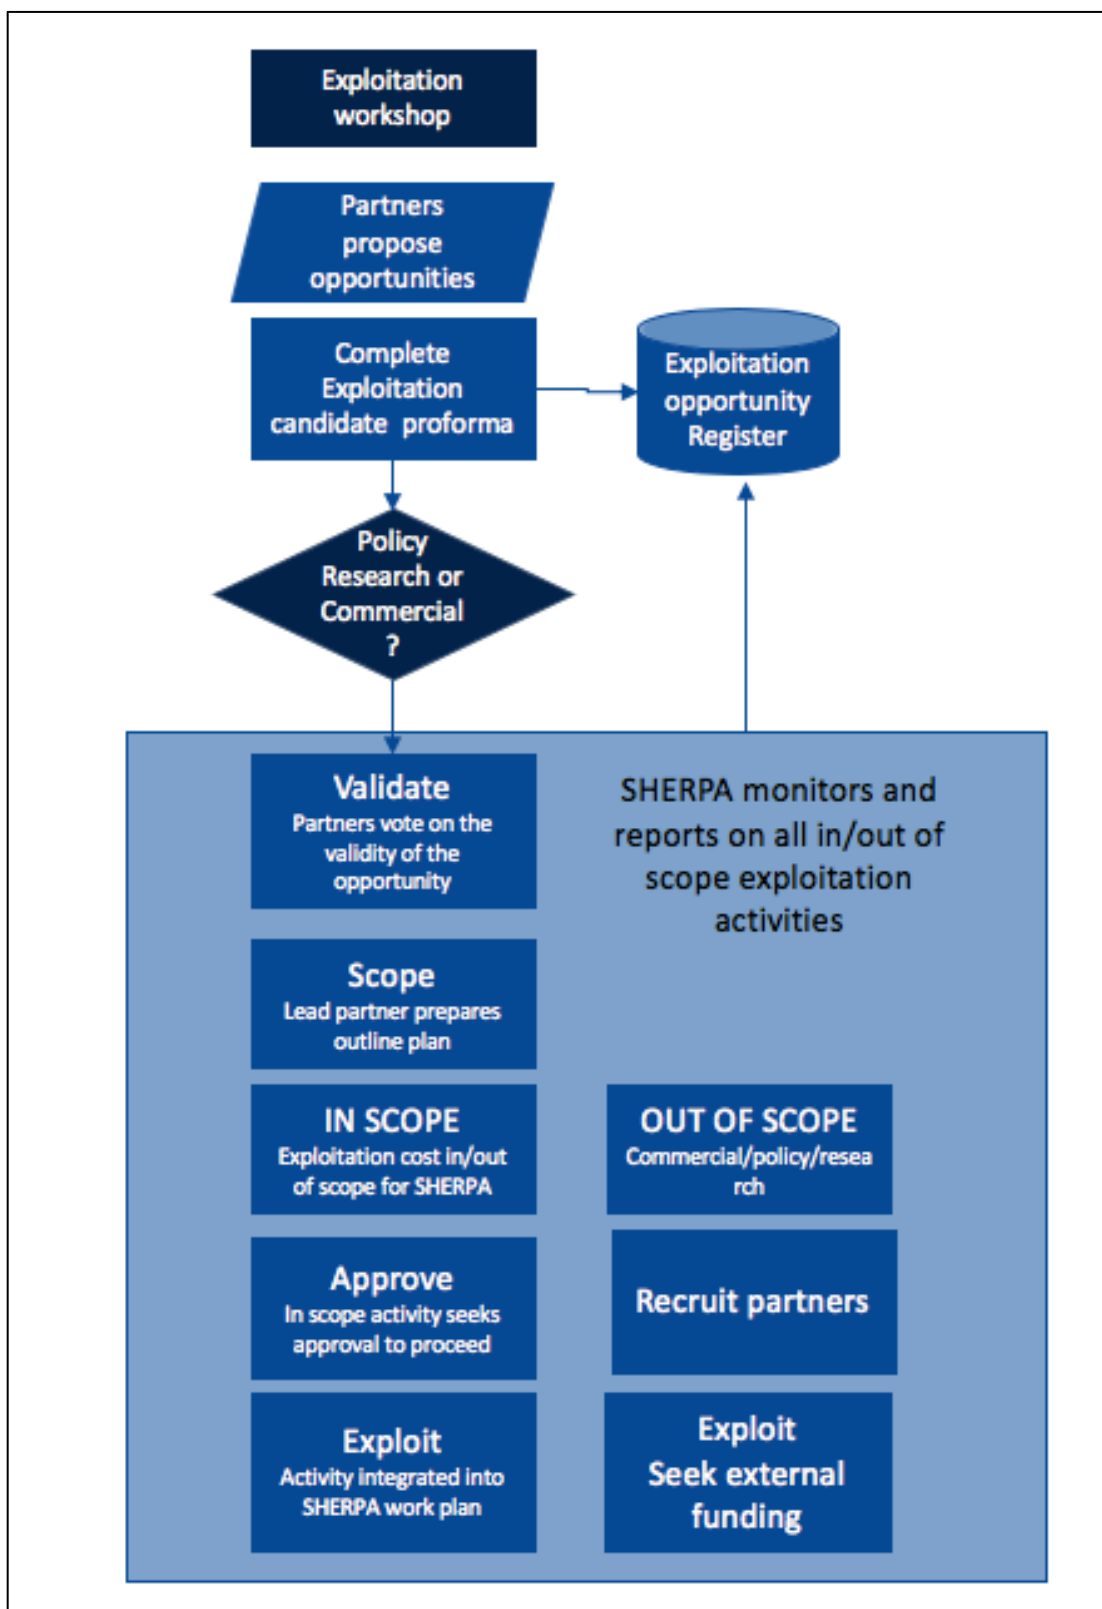 Exploitation
workshop
Partners
propose
opportunities
Complete
Exploitation
candidate proforma
Exploitation
opportunity
Register
Policy
Research or
Commercial
?
Validate
Partners vote on the
validity of the
opportunity
SHERPA monitors and
reports on all in/out of
scope exploitation
activities
Scope
Lead partner prepares
outline plan
IN SCOPE
Exploitation cost in/out
of scope for SHERPA
OUT OF SCOPE
Commercial/policy/resea
rch
Approve
In scope activity seeks
approval to proceed
Recruit partners
Exploit
Activity integrated into
SHERPA work plan
Exploit
Seek external
funding